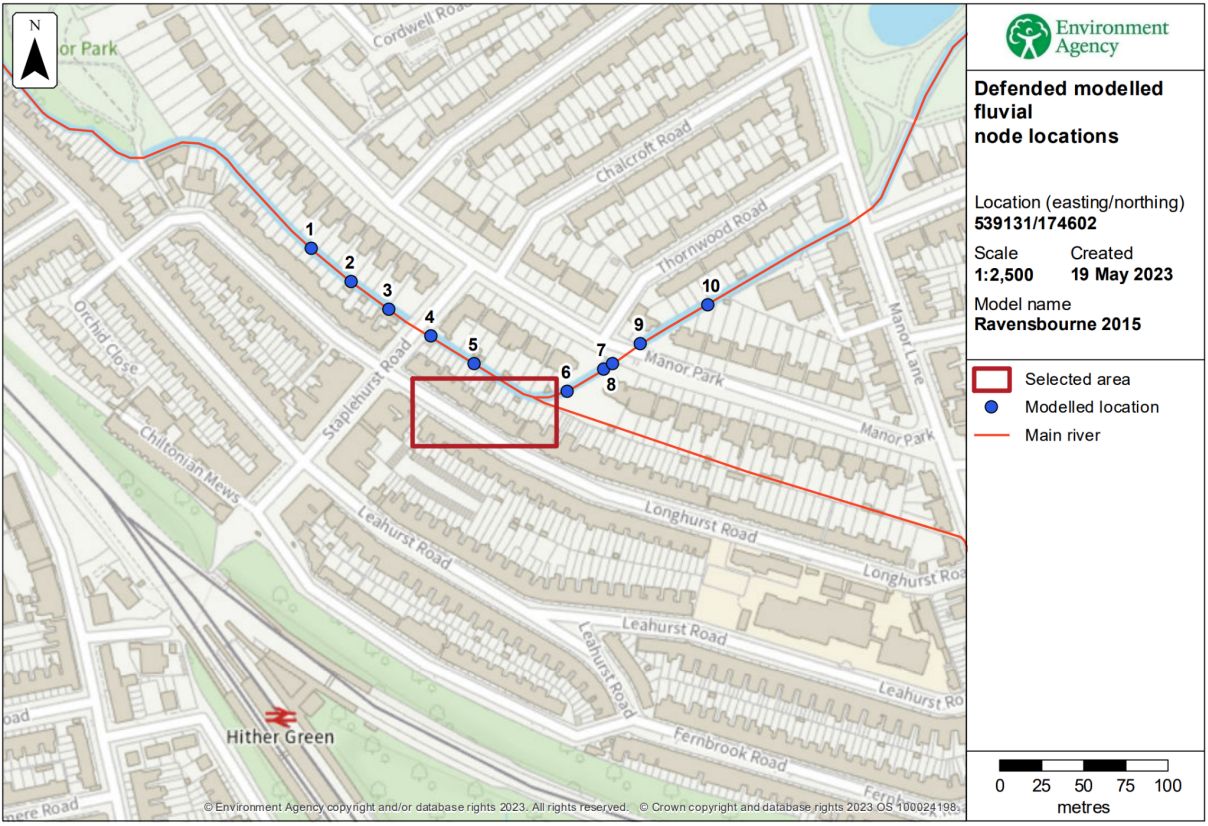 N
or Park
Cordwell Road
Chalcroft Road
Thornwood Road
Manor Lane
Manor Park
Manor Park
Orchid Close
Staplehurst Road
Chiltonian Mews
Leahurst Road
Longhurst Road
Longhurst Roa
Leahurst Road
Leahurst Road
Leahurst Ro
Fernbrook Road
Hither Green
oad
mere Road
1
2
3
4
5
6
7
8
9
10
© Environment Agency copyright and/or database rights 2023. All rights reserved. © Crown copyright and database rights 2023 OS 100024198.
Environment
Agency
Defended modelled
fluvial
node locations
Location (easting/northing)
539131/174602
Scale Created
1:2,500 19 May 2023
Model name
Ravensbourne 2015
Selected area
Modelled location
Main river
0 25 50 75 100
metres